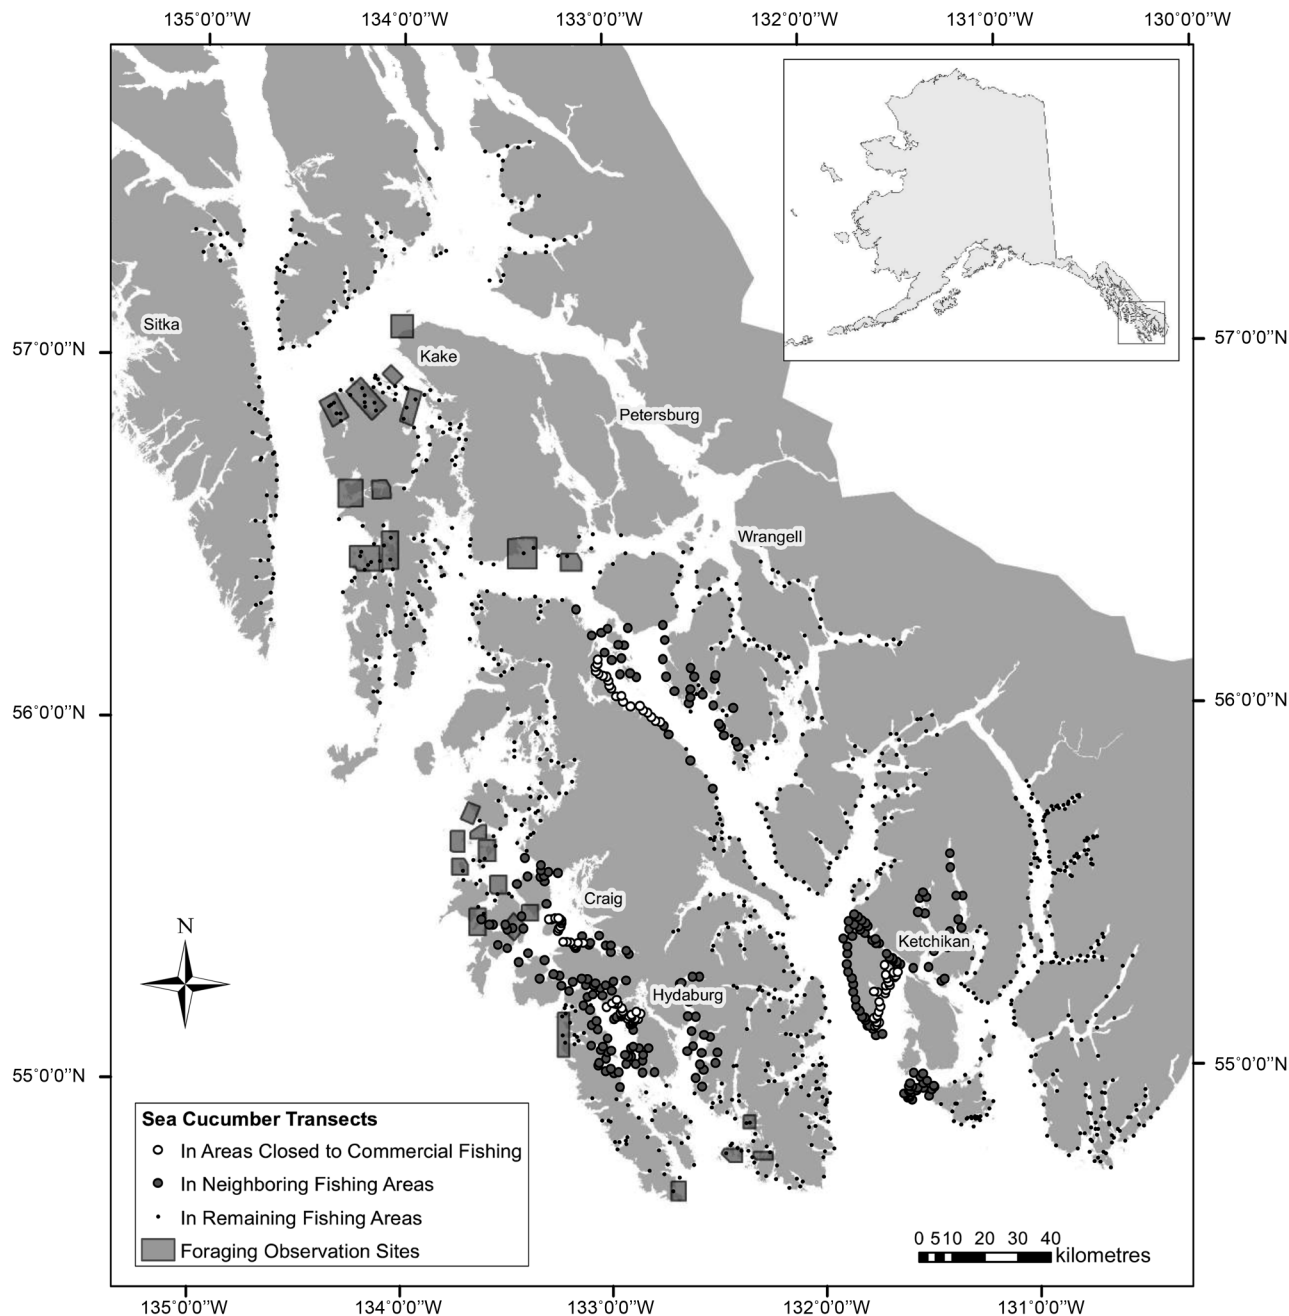 135°0'0"W 134°0'0"W 133°0'0"W 132°0'0"W 131°0'0"W 130°0'0"W
Sitka
57°0'0"N 57°0'0"N
Kake
Petersburg
Wrangell
56°0'0"N 56°0'0"N
Craig
N
Ketchikan
Hydaburg
55°0'0"N 55°0'0"N
Sea Cucumber Transects
In Areas Closed to Commercial Fishing
In Neighboring Fishing Areas
In Remaining Fishing Areas
Foraging Observation Sites
0 5 10 20 30 40
kilometres
135°0'0"W 134°0'0"W 133°0'0"W 132°0'0"W 131°0'0"W